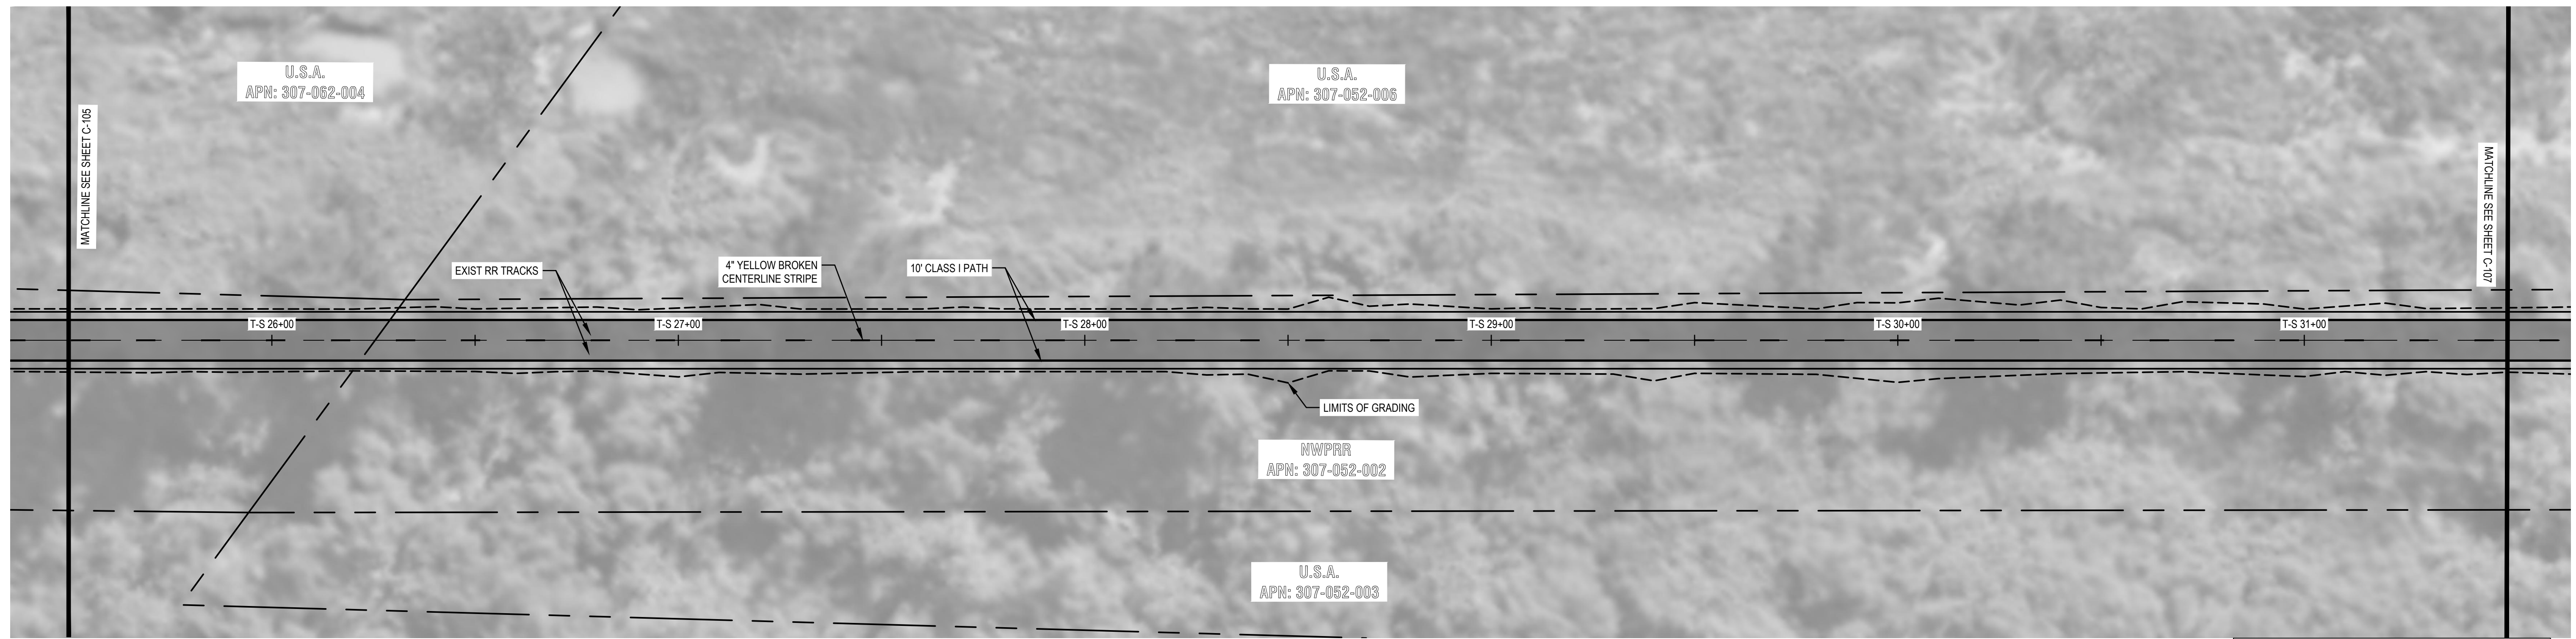 U.S.A.
APN: 307-062-004
U.S.A.
APN: 307-052-006
MATCHLINE SEE SHEET C-105
MATCHLINE SEE SHEET C-107
EXIST RR TRACKS
4" YELLOW BROKEN
CENTERLINE STRIPE
10' CLASS I PATH
T-S 26+00
T-S 27+00
T-S 28+00
T-S 29+00
T-S 30+00
T-S 31+00
LIMITS OF GRADING
NWPRR
APN: 307-052-002
U.S.A.
APN: 307-052-003